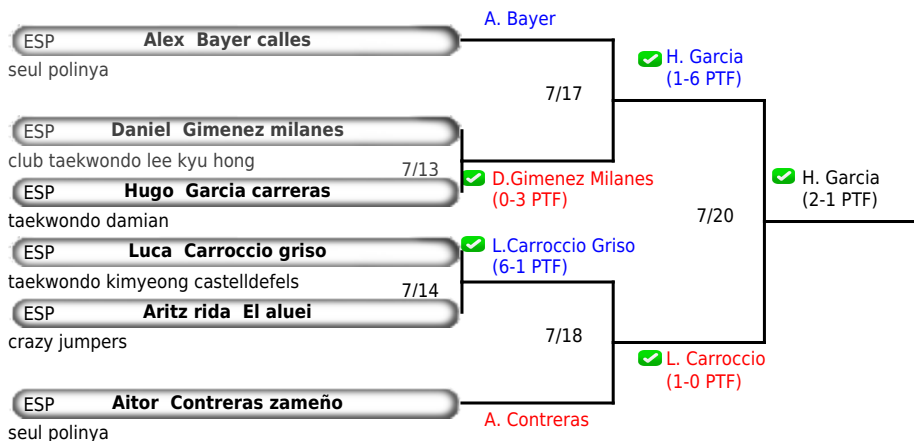 A. Bayer
ESP Alex Bayer calles
seul polinya
H. Garcia
(1-6 PTF)
7/17
ESP Daniel Gimenez milanes
club taekwondo lee kyu hong
7/13
D.Gimenez Milanes
(0-3 PTF)
ESP Hugo Garcia carreras
taekwondo damian
H. Garcia
(2-1 PTF)
7/20
ESP Luca Carroccio griso
taekwondo kimyeong castelldefels
L.Carroccio Griso
(6-1 PTF)
7/14
ESP Aritz rida El aluei
crazy jumpers
7/18
L. Carroccio
(1-0 PTF)
ESP Aitor Contreras zameño
seul polinya
A. Contreras